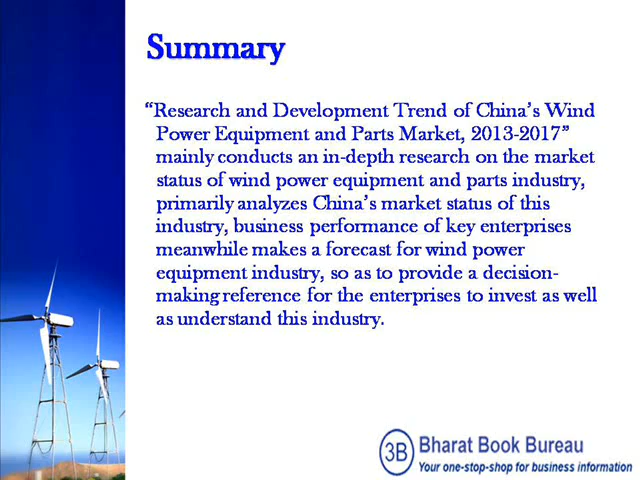 Summary
“Research and Development Trend of China’s Wind
Power Equipment and Parts Market, 2013-2017”
mainly conducts an in-depth research on the market
status of wind power equipment and parts industry,
primarily analyzes China’s market status of this
industry, business performance of key enterprises
meanwhile makes a forecast for wind power
equipment industry, so as to provide a decision-
making reference for the enterprises to invest as well
as understand this industry.
3B
Bharat Book Bureau
Your one-stop-shop for business information